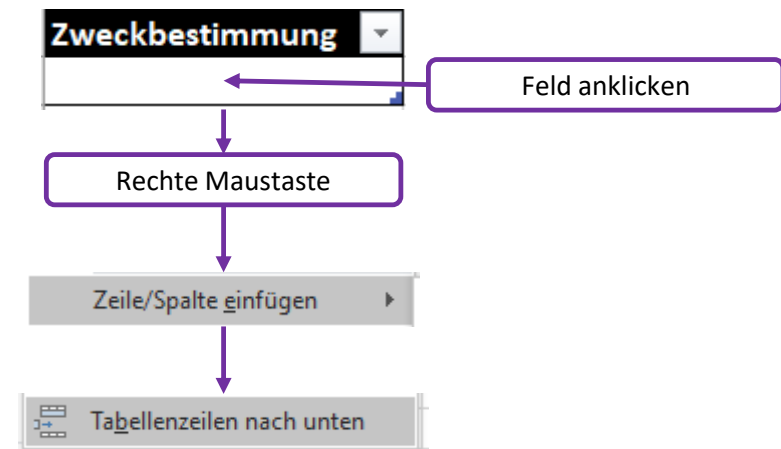 Zweckbestimmung
Feld anklicken
Rechte Maustaste
Zeile/Spalte einfügen
Tabellenzeilen nach unten